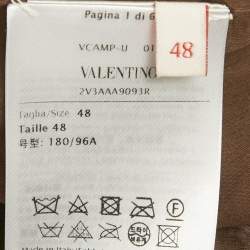 Pagina 1 di 6
VCAMP-U 01
48
VALENTINO
2V3AAA9093R
Taglia/Size 48
Taille 48
号型: 180/96A
F